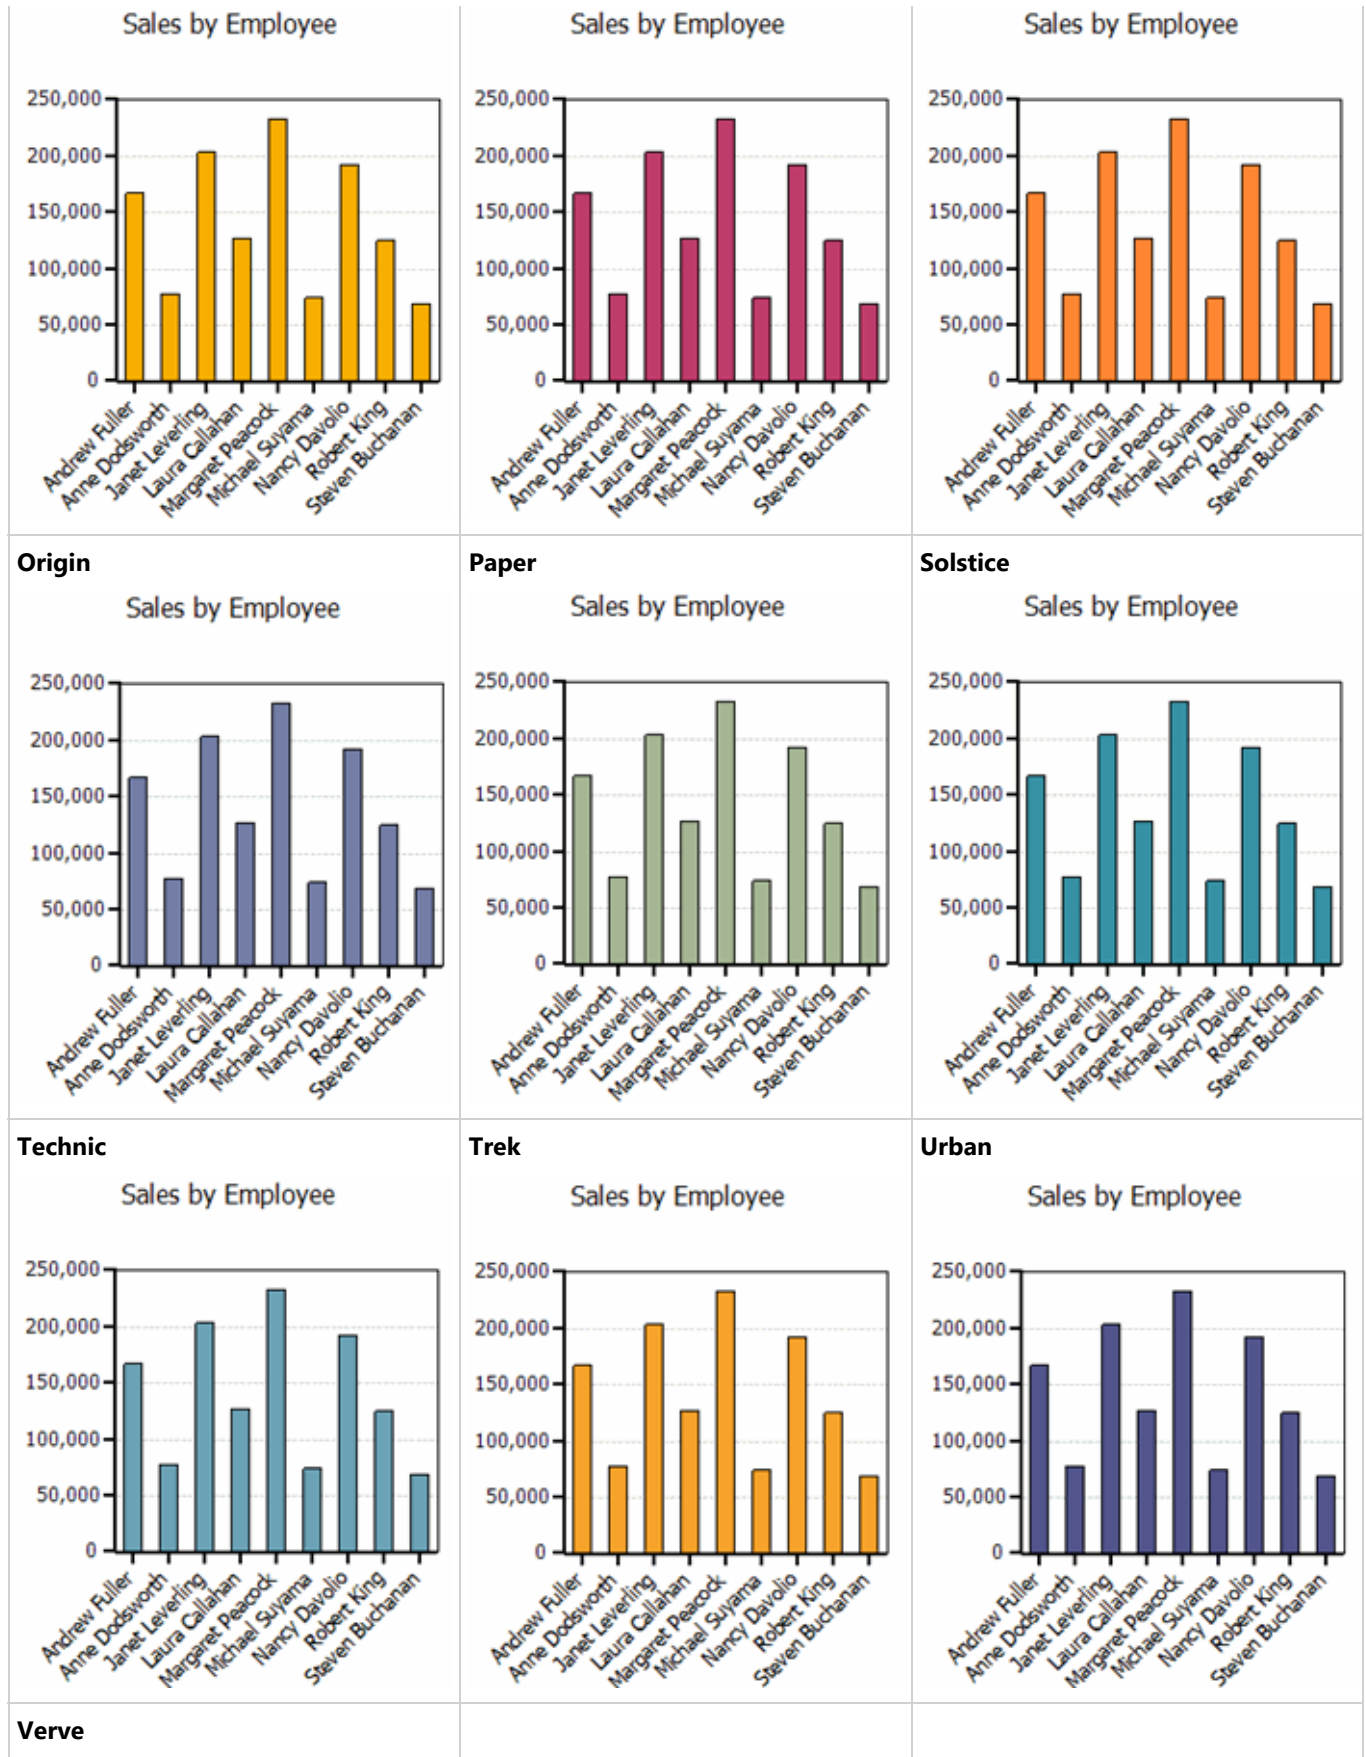 Sales by Employee
250,000
200,000
150,000
100,000
50,000
0
Andrew Fuller
Anne Dodsworth
Janet Leverling
Laura Callahan
Margaret Peacock
Michael Suyama
Nancy Davolio
Robert King
Steven Buchanan
Sales by Employee
250,000
200,000
150,000
100,000
50,000
0
Andrew Fuller
Anne Dodsworth
Janet Leverling
Laura Callahan
Margaret Peacock
Michael Suyama
Nancy Davolio
Robert King
Steven Buchanan
Sales by Employee
250,000
200,000
150,000
100,000
50,000
0
Andrew Fuller
Anne Dodsworth
Janet Leverling
Laura Callahan
Margaret Peacock
Michael Suyama
Nancy Davolio
Robert King
Steven Buchanan
Origin
Sales by Employee
250,000
200,000
150,000
100,000
50,000
0
Andrew Fuller
Anne Dodsworth
Janet Leverling
Laura Callahan
Margaret Peacock
Michael Suyama
Nancy Davolio
Robert King
Steven Buchanan
Paper
Sales by Employee
250,000
200,000
150,000
100,000
50,000
0
Andrew Fuller
Anne Dodsworth
Janet Leverling
Laura Callahan
Margaret Peacock
Michael Suyama
Nancy Davolio
Robert King
Steven Buchanan
Solstice
Sales by Employee
250,000
200,000
150,000
100,000
50,000
0
Andrew Fuller
Anne Dodsworth
Janet Leverling
Laura Callahan
Margaret Peacock
Michael Suyama
Nancy Davolio
Robert King
Steven Buchanan
Technic
Sales by Employee
250,000
200,000
150,000
100,000
50,000
0
Andrew Fuller
Anne Dodsworth
Janet Leverling
Laura Callahan
Margaret Peacock
Michael Suyama
Nancy Davolio
Robert King
Steven Buchanan
Trek
Sales by Employee
250,000
200,000
150,000
100,000
50,000
0
Andrew Fuller
Anne Dodsworth
Janet Leverling
Laura Callahan
Margaret Peacock
Michael Suyama
Nancy Davolio
Robert King
Steven Buchanan
Urban
Sales by Employee
250,000
200,000
150,000
100,000
50,000
0
Andrew Fuller
Anne Dodsworth
Janet Leverling
Laura Callahan
Margaret Peacock
Michael Suyama
Nancy Davolio
Robert King
Steven Buchanan
Verve